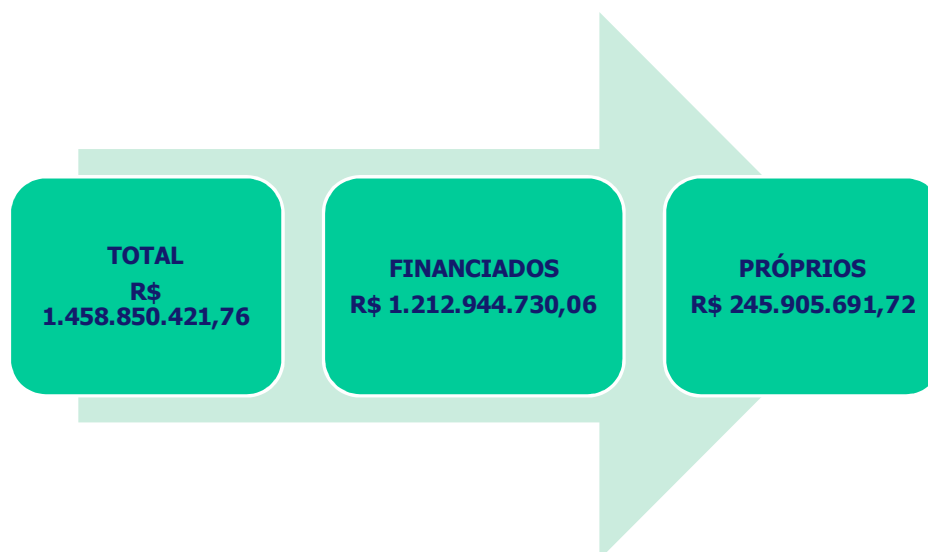 TOTAL
R$
1.458.850.421,76
FINANCIADOS
R$ 1.212.944.730,06
PRÓPRIOS
R$ 245.905.691,72